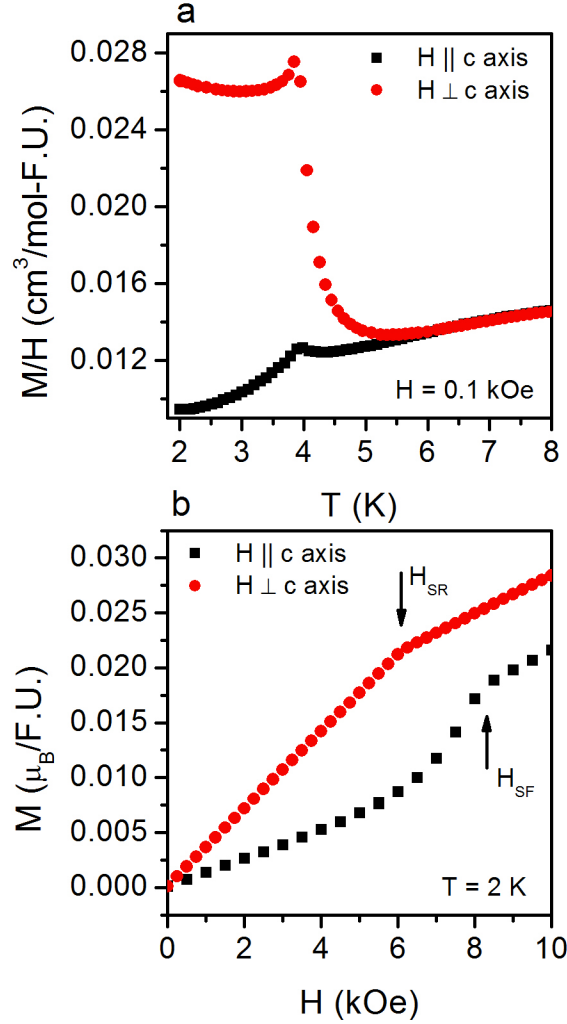 a
0.028
0.024
0.020
0.016
0.012
M/H (cm³/mol-F.U.)
H || c axis
H ⊥ c axis
H = 0.1 kOe
2 3 4 5 6 7 8
T (K)
b
0.030
0.025
0.020
0.015
0.010
0.005
0.000
M (μ_B/F.U.)
H || c axis
H ⊥ c axis
H_SR
H_SF
T = 2 K
0 2 4 6 8 10
H (kOe)